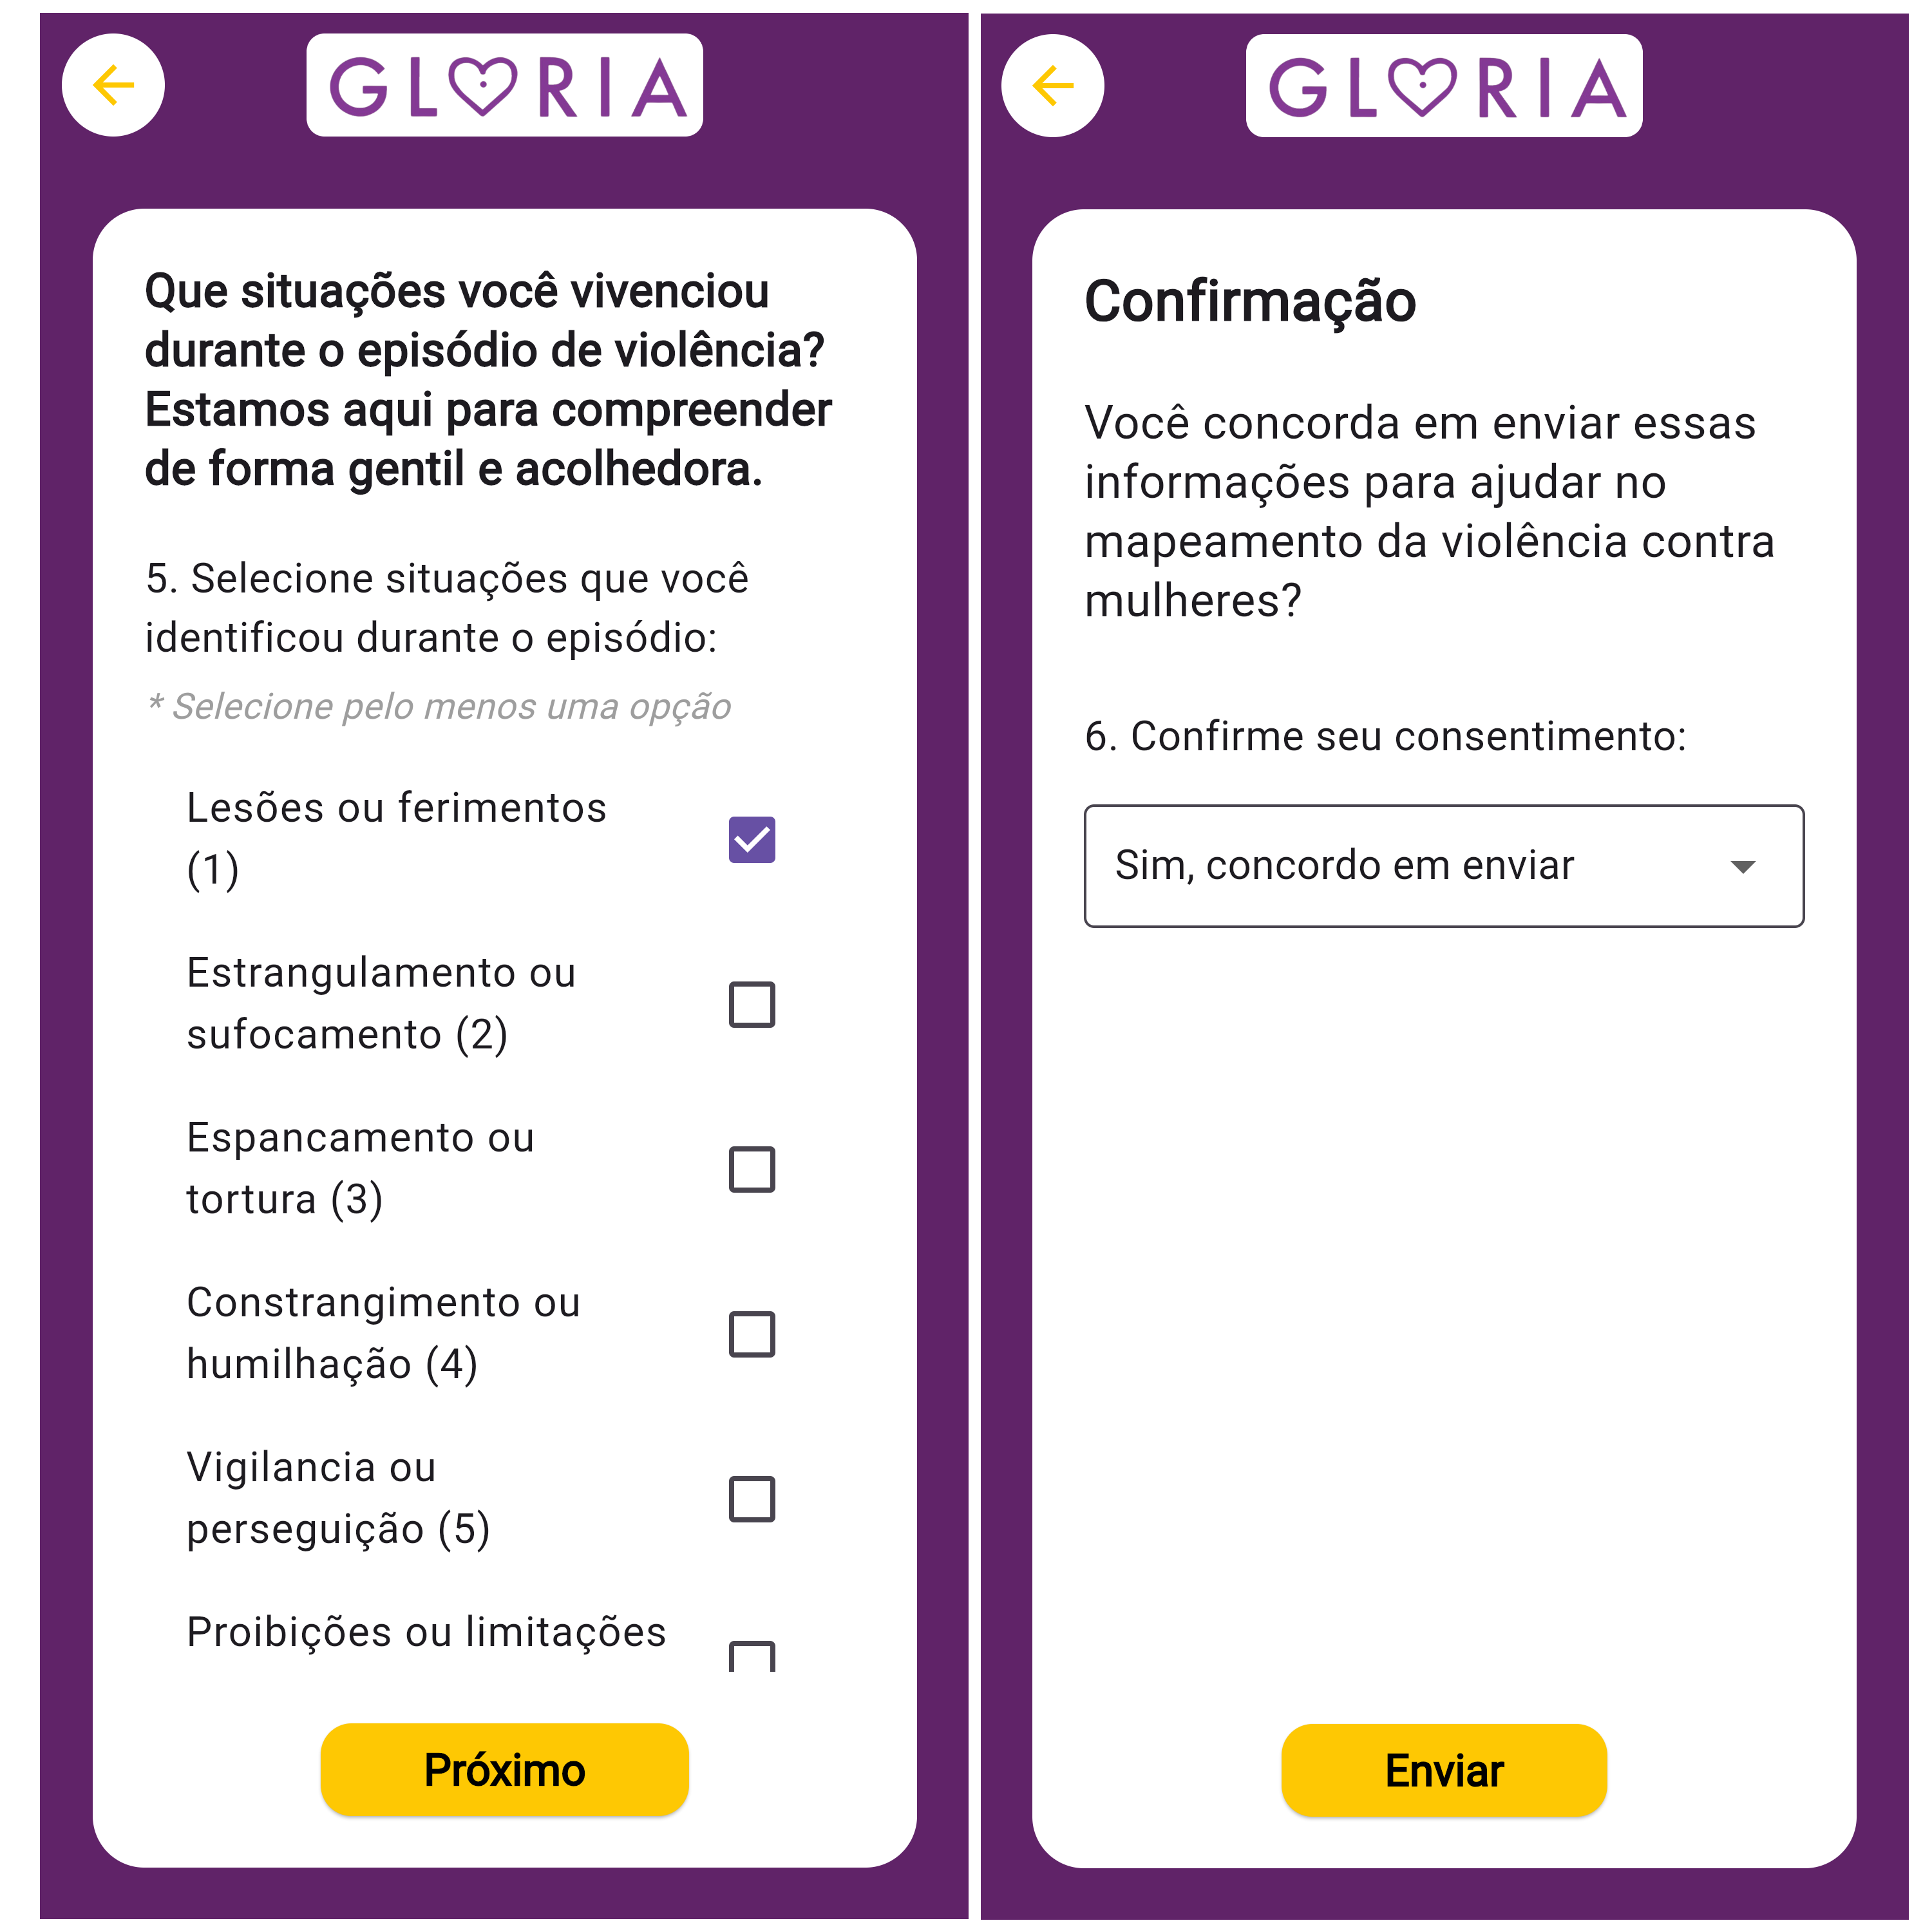 GLORIA
Que situações você vivenciou
durante o episódio de violência?
Estamos aqui para compreender
de forma gentil e acolhedora.
5. Selecione situações que você
identificou durante o episódio:
* Selecione pelo menos uma opção
Lesões ou ferimentos
(1)
Estrangulamento ou
sufocamento (2)
Espancamento ou
tortura (3)
Constrangimento ou
humilhação (4)
Vigilancia ou
perseguição (5)
Proibições ou limitações
Próximo
GLORIA
Confirmação
Você concorda em enviar essas
informações para ajudar no
mapeamento da violência contra
mulheres?
6. Confirme seu consentimento:
Sim, concordo em enviar
Enviar